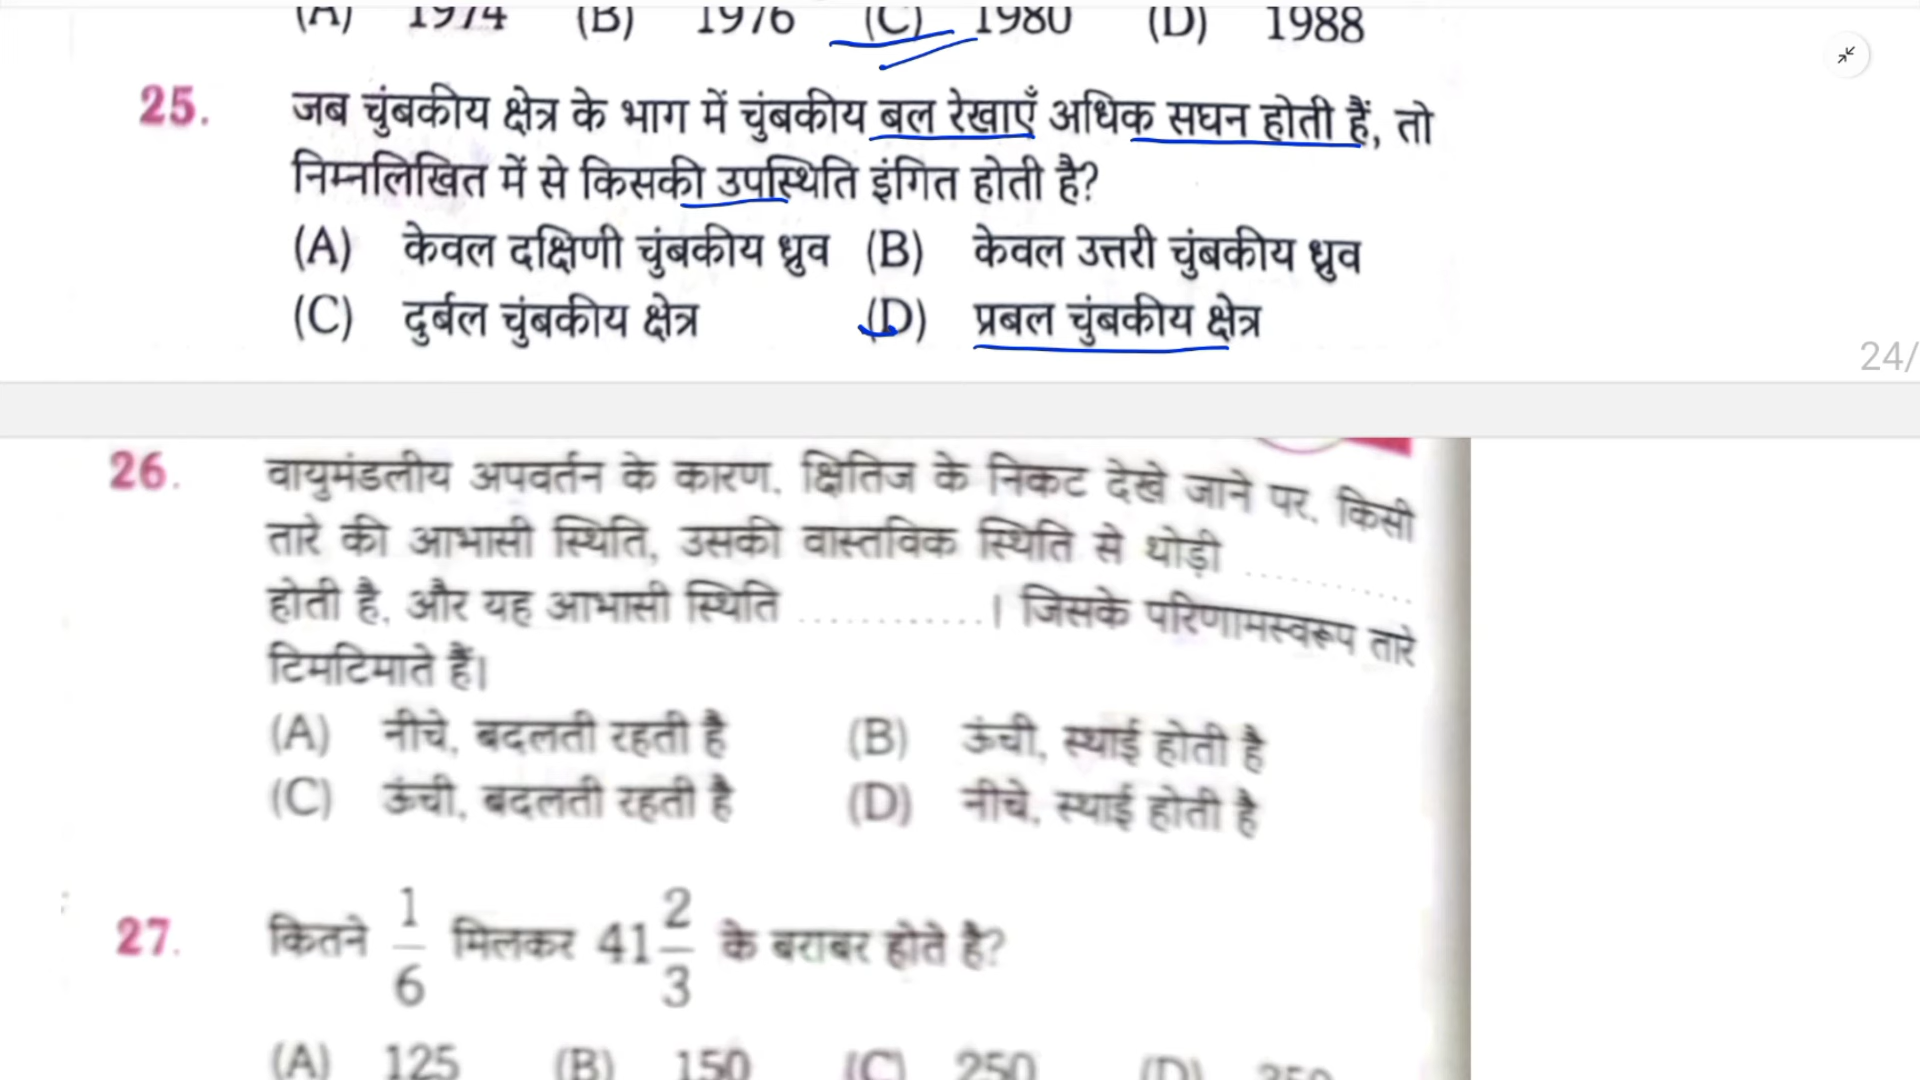 (A) 1974 (B) 1976 (C) 1980 (D) 1988
25. जब चुंबकीय क्षेत्र के भाग में चुंबकीय बल रेखाएँ अधिक सघन होती हैं, तो
निम्नलिखित में से किसकी उपस्थिति इंगित होती है?
(A) केवल दक्षिणी चुंबकीय ध्रुव (B) केवल उत्तरी चुंबकीय ध्रुव
(C) दुर्बल चुंबकीय क्षेत्र (D) प्रबल चुंबकीय क्षेत्र
24/
26. वायुमंडलीय अपवर्तन के कारण, क्षितिज के निकट देखे जाने पर, किसी
तारे की आभासी स्थिति, उसकी वास्तविक स्थिति से थोड़ी ..........
होती है, और यह आभासी स्थिति ............। जिसके परिणामस्वरूप तारे
टिमटिमाते हैं।
(A) नीचे, बदलती रहती है (B) ऊंची, स्थाई होती है
(C) ऊंची, बदलती रहती है (D) नीचे, स्थाई होती है
27. कितने 1/6 मिलकर 41 2/3 के बराबर होते है?
(A) 125 (B) 150 (C) 250 (D)